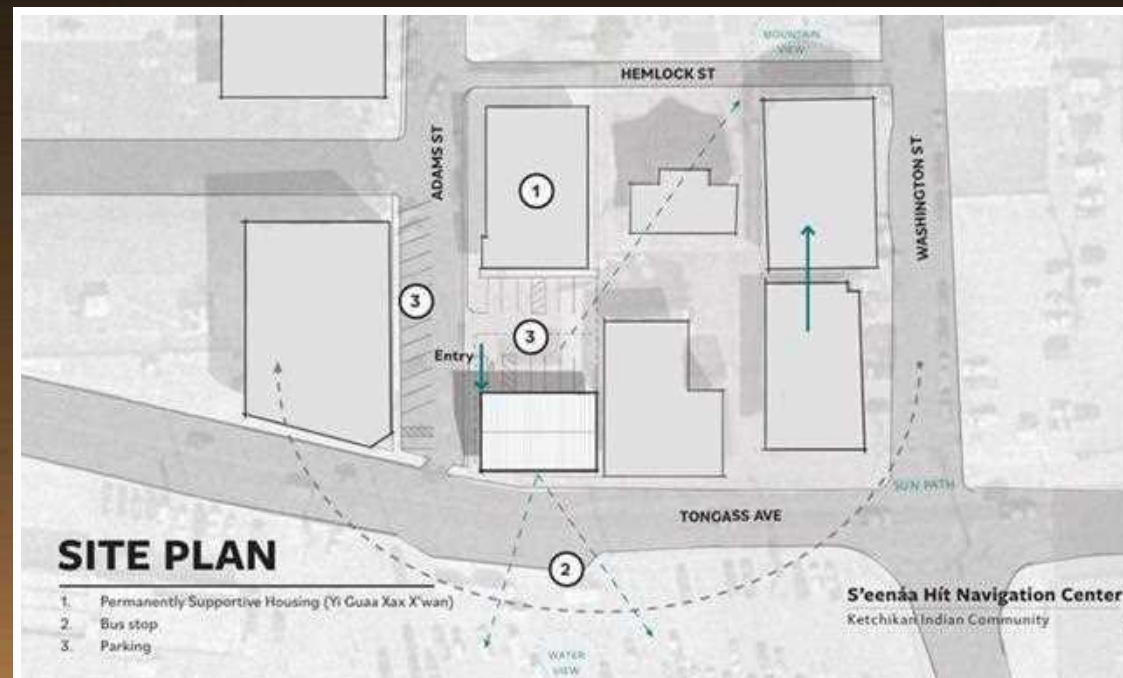 MOUNTAIN
VIEW
HEMLOCK ST
ADAMS ST
WASHINGTON ST
1
3
3
Entry
SUN PATH
TONGASS AVE
2
SITE PLAN
1. Permanently Supportive Housing (Yi Guaa Xax X'wan)
2. Bus stop
3. Parking
S'eenáa Hít Navigation Center
Ketchikan Indian Community
WATER
VIEW